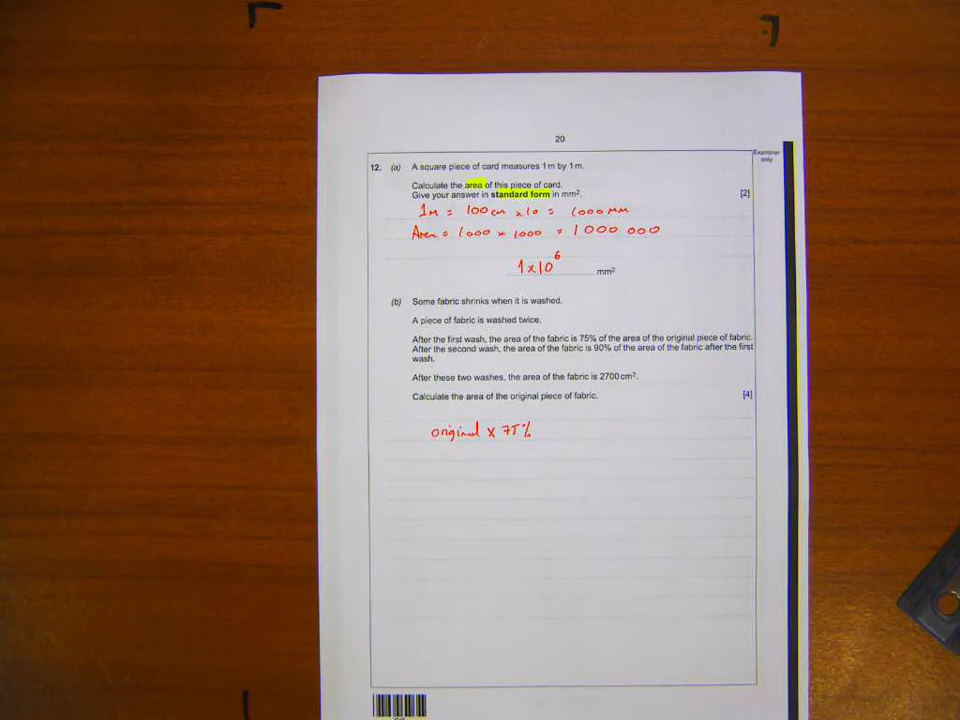 20
Examiner
only
12. (a) A square piece of card measures 1 m by 1 m.
Calculate the area of this piece of card.
Give your answer in standard form in mm². [2]
1m = 100cm x10 = 1000mm
Area = 1000 x 1000 = 1000 000
1x10⁶ mm²
(b) Some fabric shrinks when it is washed.
A piece of fabric is washed twice.
After the first wash, the area of the fabric is 75% of the area of the original piece of fabric.
After the second wash, the area of the fabric is 90% of the area of the fabric after the first
wash.
After these two washes, the area of the fabric is 2700 cm².
Calculate the area of the original piece of fabric. [4]
original x 75%